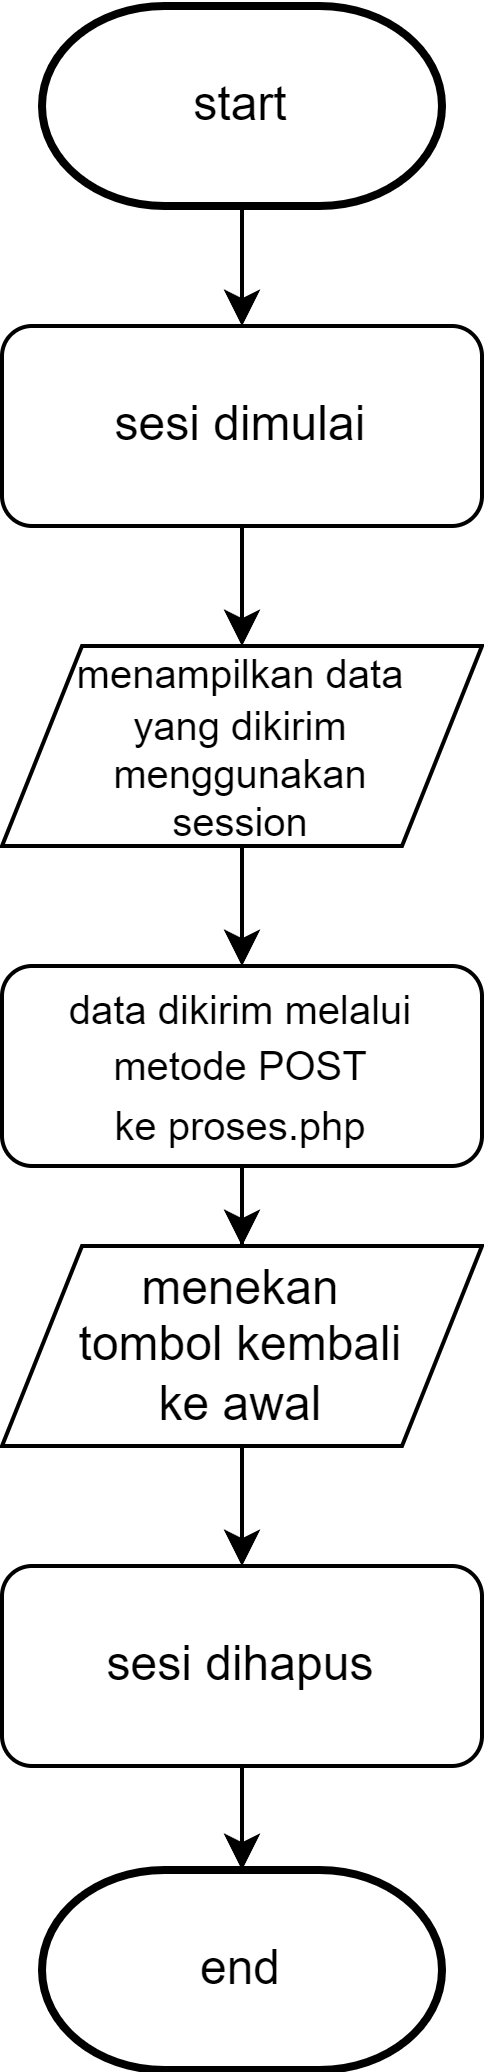 start
sesi dimulai
menampilkan data
yang dikirim
menggunakan
session
data dikirim melalui
metode POST
ke proses.php
menekan
tombol kembali
ke awal
sesi dihapus
end